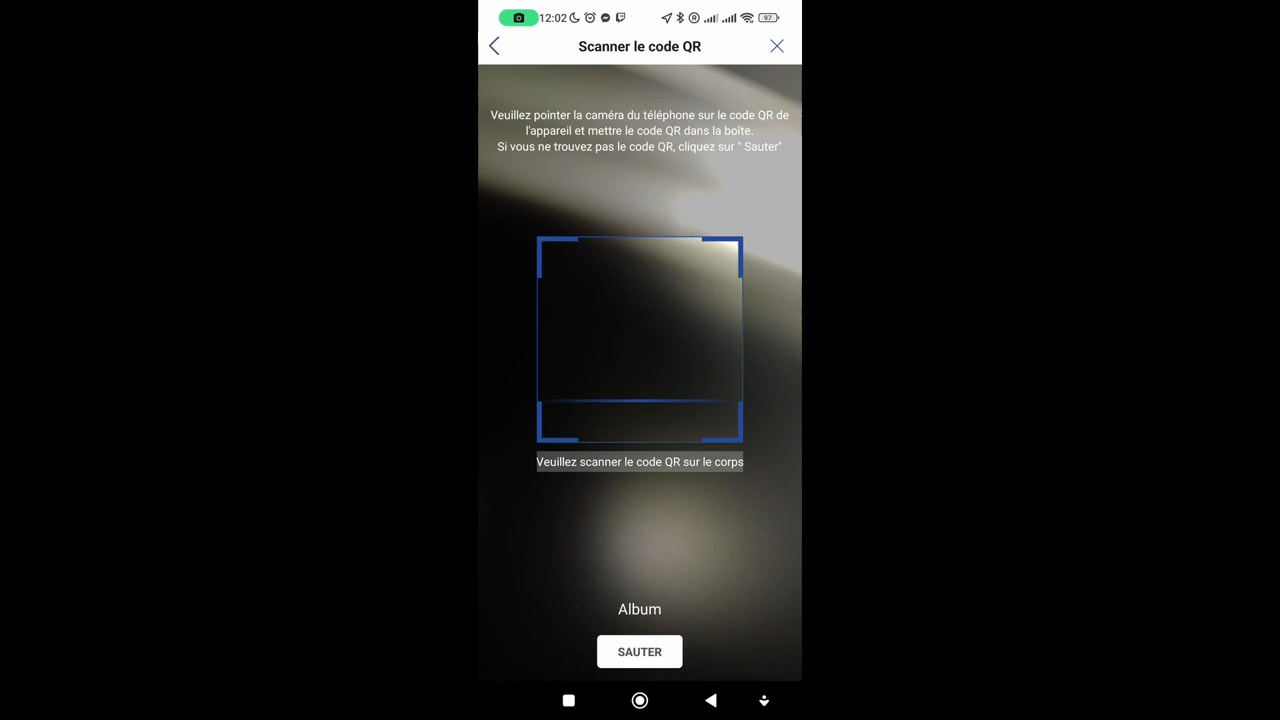 12:02 97
Scanner le code QR
Veuillez pointer la caméra du téléphone sur le code QR de
l'appareil et mettre le code QR dans la boîte.
Si vous ne trouvez pas le code QR, cliquez sur " Sauter"
Veuillez scanner le code QR sur le corps
Album
SAUTER